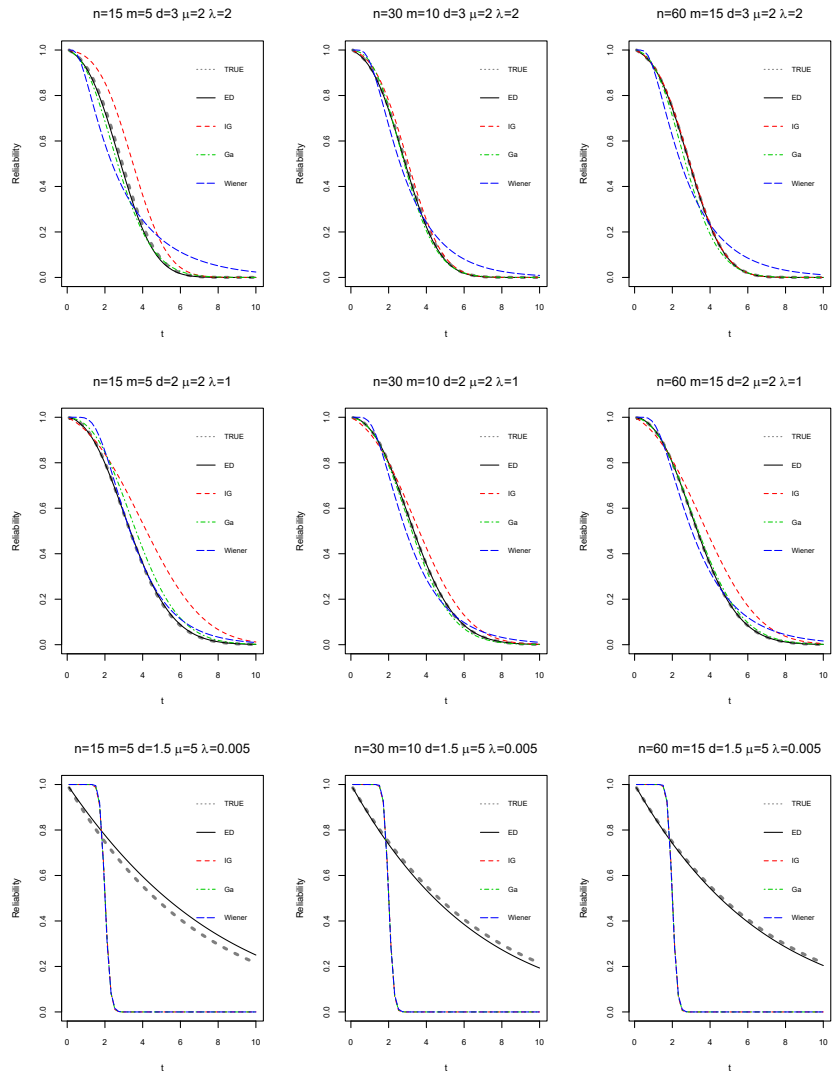 n=15 m=5 d=3 μ=2 λ=2
Reliability
0.0 0.2 0.4 0.6 0.8 1.0
TRUE
ED
IG
Ga
Wiener
0 2 4 6 8 10
t
n=30 m=10 d=3 μ=2 λ=2
Reliability
0.0 0.2 0.4 0.6 0.8 1.0
TRUE
ED
IG
Ga
Wiener
0 2 4 6 8 10
t
n=60 m=15 d=3 μ=2 λ=2
Reliability
0.0 0.2 0.4 0.6 0.8 1.0
TRUE
ED
IG
Ga
Wiener
0 2 4 6 8 10
t
n=15 m=5 d=2 μ=2 λ=1
Reliability
0.0 0.2 0.4 0.6 0.8 1.0
TRUE
ED
IG
Ga
Wiener
0 2 4 6 8 10
t
n=30 m=10 d=2 μ=2 λ=1
Reliability
0.0 0.2 0.4 0.6 0.8 1.0
TRUE
ED
IG
Ga
Wiener
0 2 4 6 8 10
t
n=60 m=15 d=2 μ=2 λ=1
Reliability
0.0 0.2 0.4 0.6 0.8 1.0
TRUE
ED
IG
Ga
Wiener
0 2 4 6 8 10
t
n=15 m=5 d=1.5 μ=5 λ=0.005
Reliability
0.0 0.2 0.4 0.6 0.8 1.0
TRUE
ED
IG
Ga
Wiener
0 2 4 6 8 10
t
n=30 m=10 d=1.5 μ=5 λ=0.005
Reliability
0.0 0.2 0.4 0.6 0.8 1.0
TRUE
ED
IG
Ga
Wiener
0 2 4 6 8 10
t
n=60 m=15 d=1.5 μ=5 λ=0.005
Reliability
0.0 0.2 0.4 0.6 0.8 1.0
TRUE
ED
IG
Ga
Wiener
0 2 4 6 8 10
t